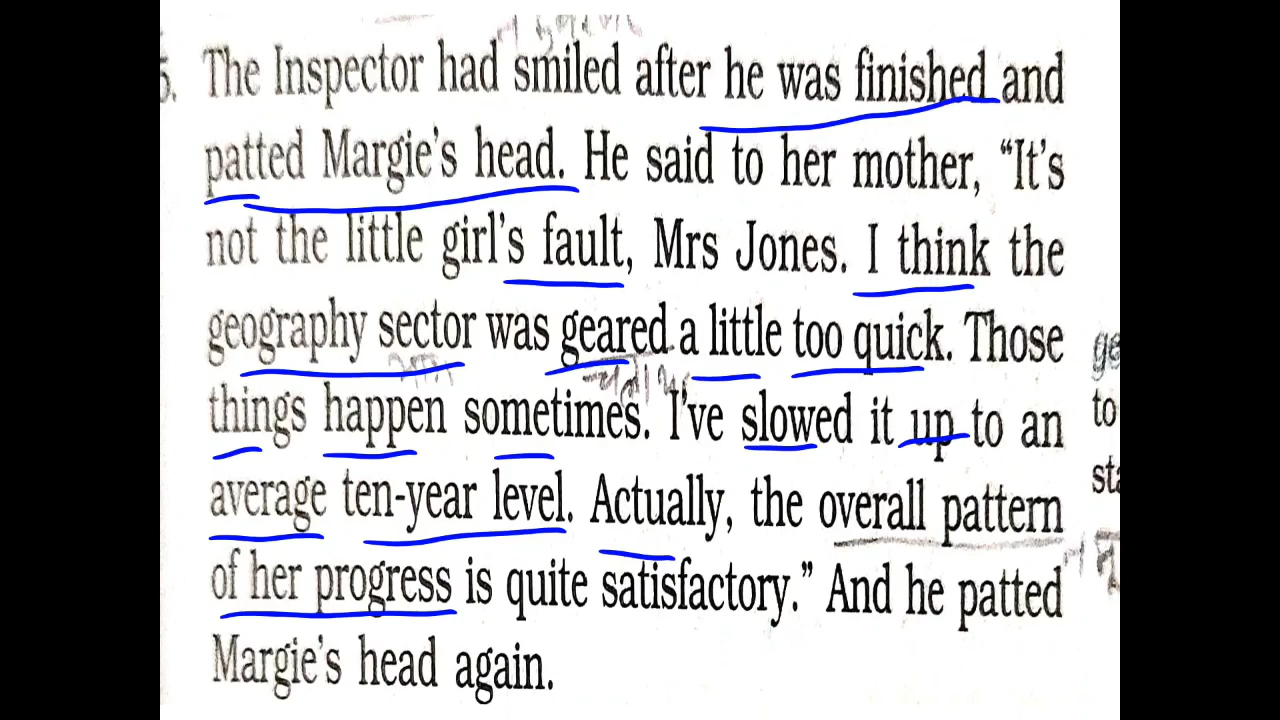 5. The Inspector had smiled after he was finished and
patted Margie's head. He said to her mother, "It's
not the little girl's fault, Mrs Jones. I think the
geography sector was geared a little too quick. Those
things happen sometimes. I've slowed it up to an
average ten-year level. Actually, the overall pattern
of her progress is quite satisfactory." And he patted
Margie's head again.
ge
to
sta